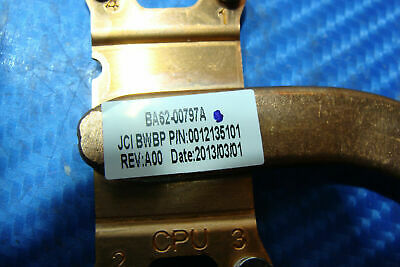 4
BA62-00797A
JCI BWBP P/N:0012135101
REV:A00 Date:2013/03/01
2 CPU 3